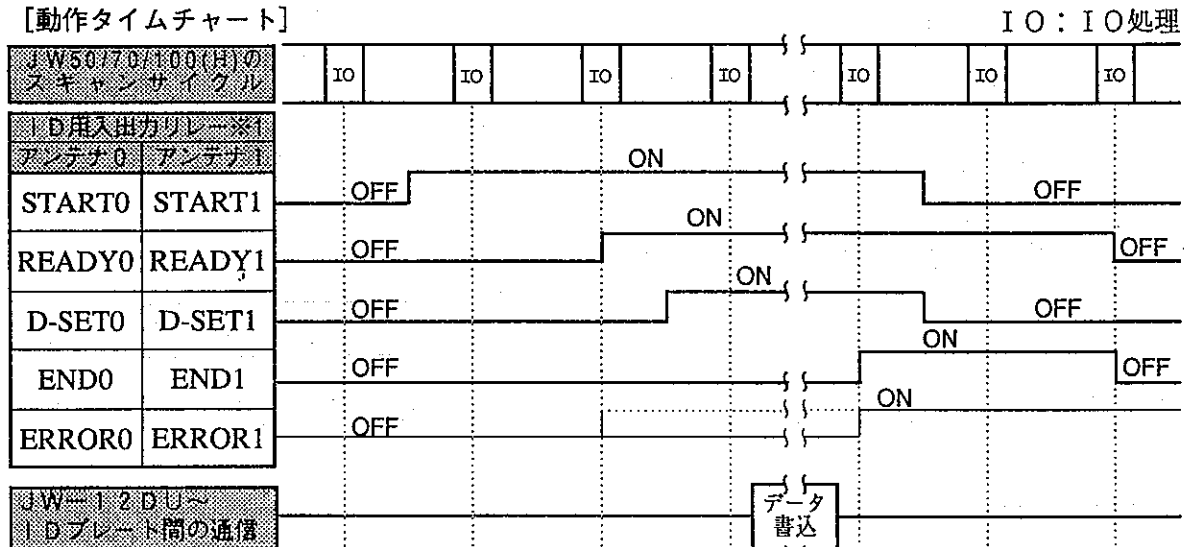 [動作タイムチャート]
IO:IO処理
JW50/70/100(H)の
スキャンサイクル
IO IO IO IO IO IO IO
ID用入出力リレー※1
アンテナ0 アンテナ1
START0 START1 OFF ON OFF
READY0 READY1 OFF ON OFF
D-SET0 D-SET1 OFF ON OFF
END0 END1 OFF ON OFF
ERROR0 ERROR1 OFF ON
JW-12DU~
IDプレート間の通信
データ
書込